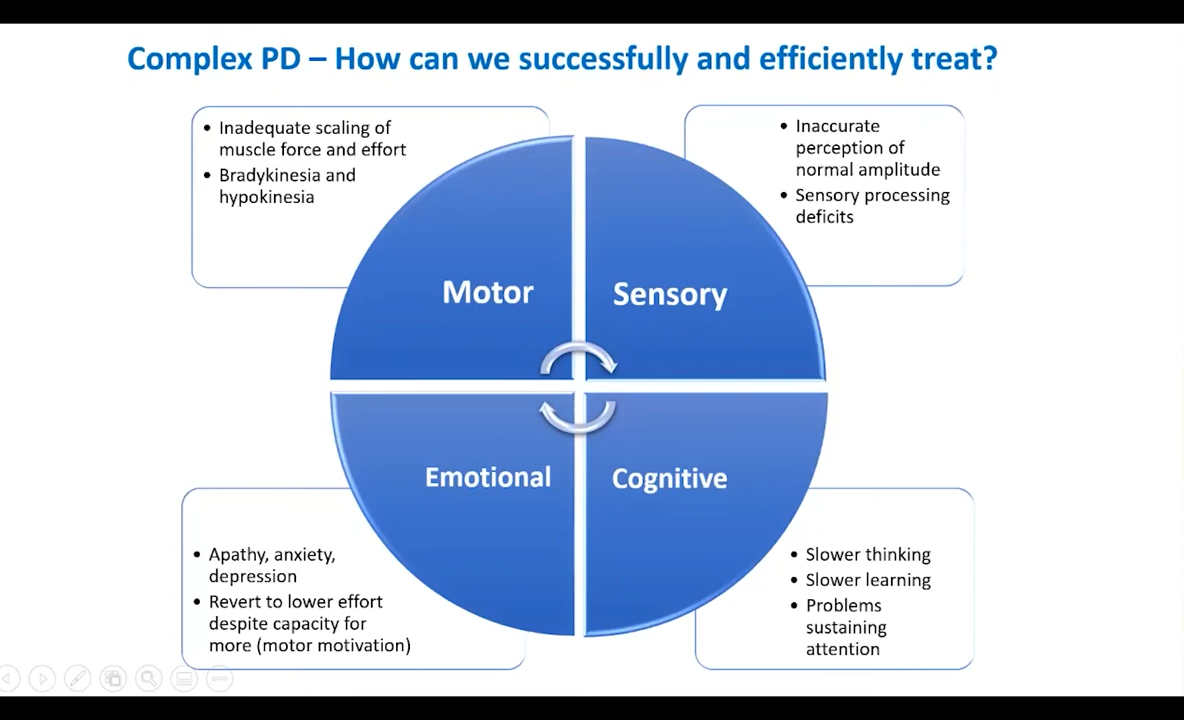 Complex PD – How can we successfully and efficiently treat?
• Inadequate scaling of
muscle force and effort
• Bradykinesia and
hypokinesia
• Inaccurate
perception of
normal amplitude
• Sensory processing
deficits
Motor
Sensory
Emotional
Cognitive
• Apathy, anxiety,
depression
• Revert to lower effort
despite capacity for
more (motor motivation)
• Slower thinking
• Slower learning
• Problems
sustaining
attention